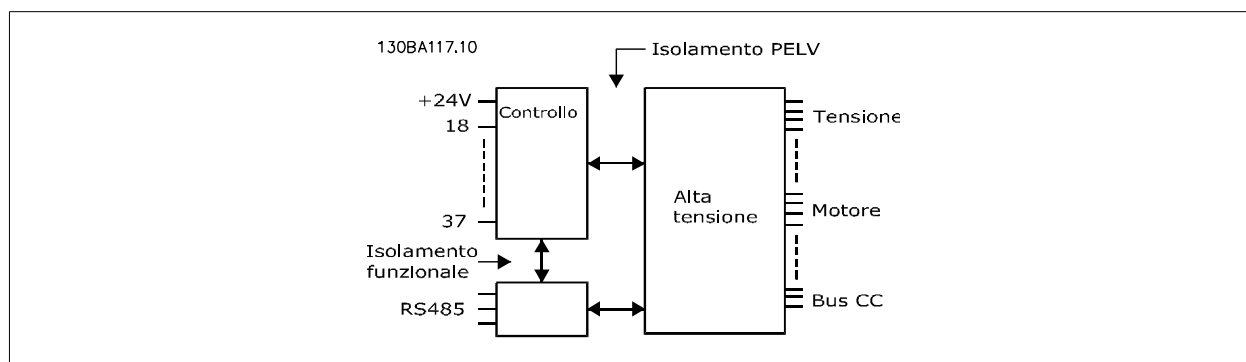 130BA117.10
Isolamento PELV
+24V
Controllo
18
Tensione
Alta
tensione
37
Motore
Isolamento
funzionale
RS485
Bus CC